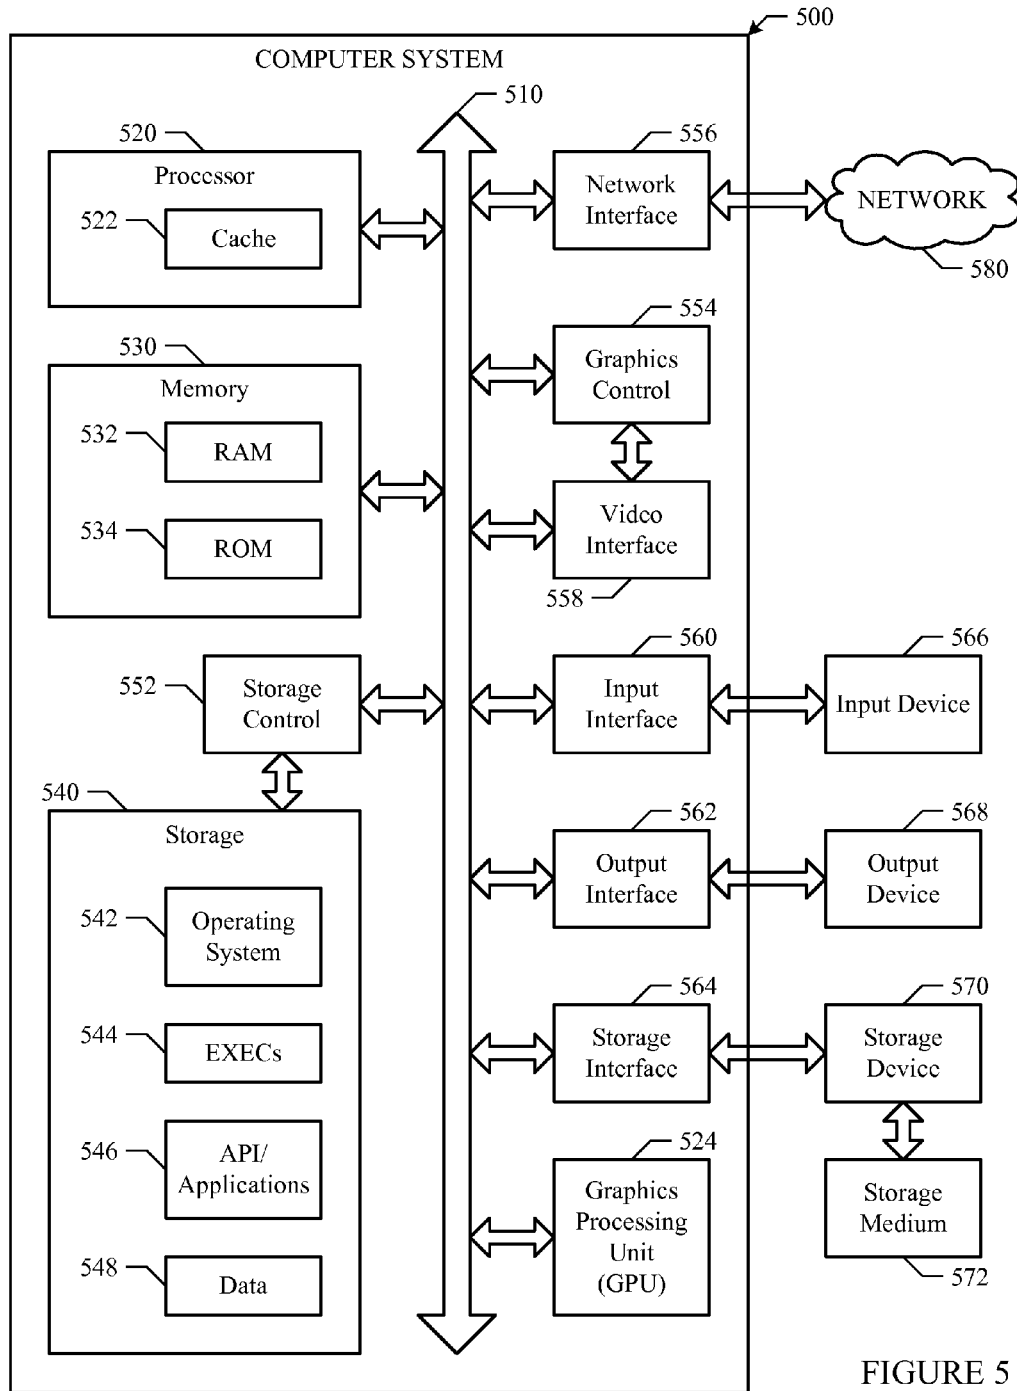 500
COMPUTER SYSTEM
510
520
Processor
522
Cache
556
Network
Interface
NETWORK
580
530
Memory
532
RAM
534
ROM
554
Graphics
Control
Video
Interface
558
552
Storage
Control
560
Input
Interface
566
Input Device
540
Storage
542
Operating
System
544
EXECs
546
API/
Applications
548
Data
562
Output
Interface
568
Output
Device
564
Storage
Interface
570
Storage
Device
524
Graphics
Processing
Unit
(GPU)
Storage
Medium
572
FIGURE 5